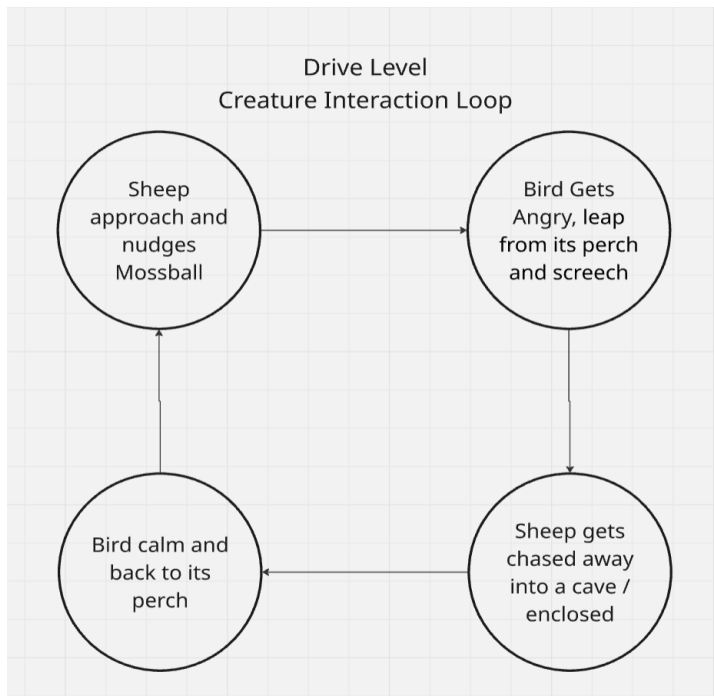 Drive Level
Creature Interaction Loop
Sheep
approach and
nudges
Mossball
Bird Gets
Angry, leap
from its perch
and screech
Bird calm and
back to its
perch
Sheep gets
chased away
into a cave /
enclosed